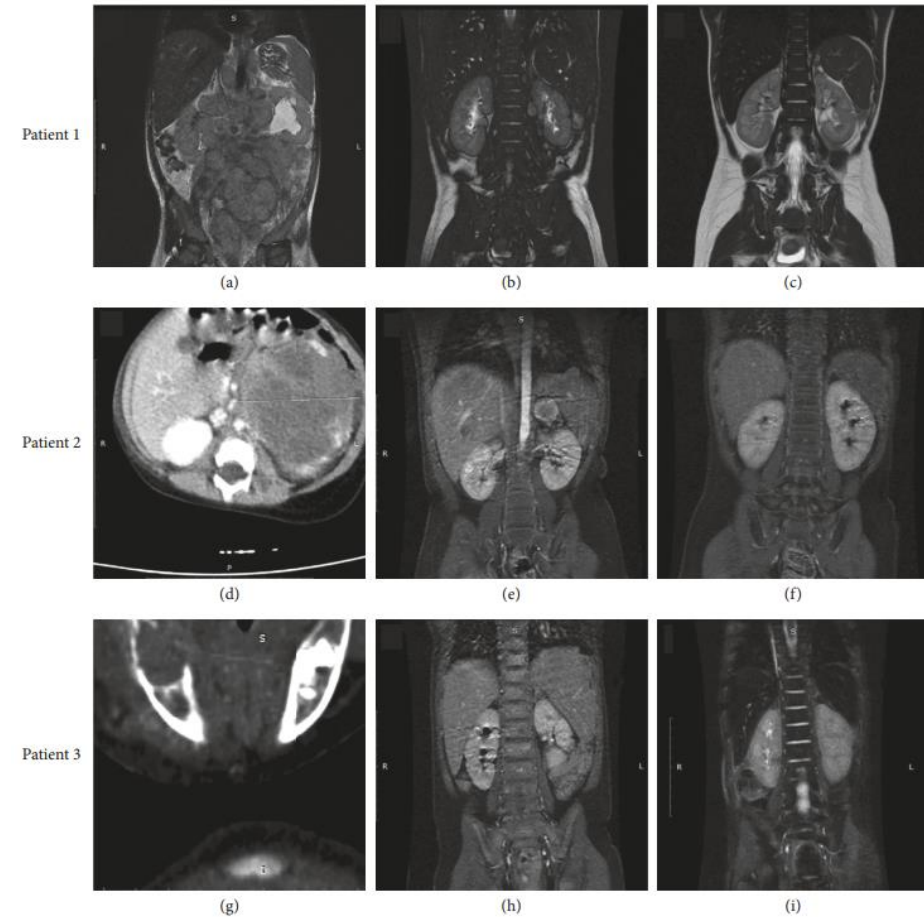 S
Patient 1
R
L
(a)
(b)
(c)
S
Patient 2
R
L
R
L
P
(d)
(e)
(f)
S
S
S
Patient 3
R
L
R
L
I
(g)
(h)
(i)